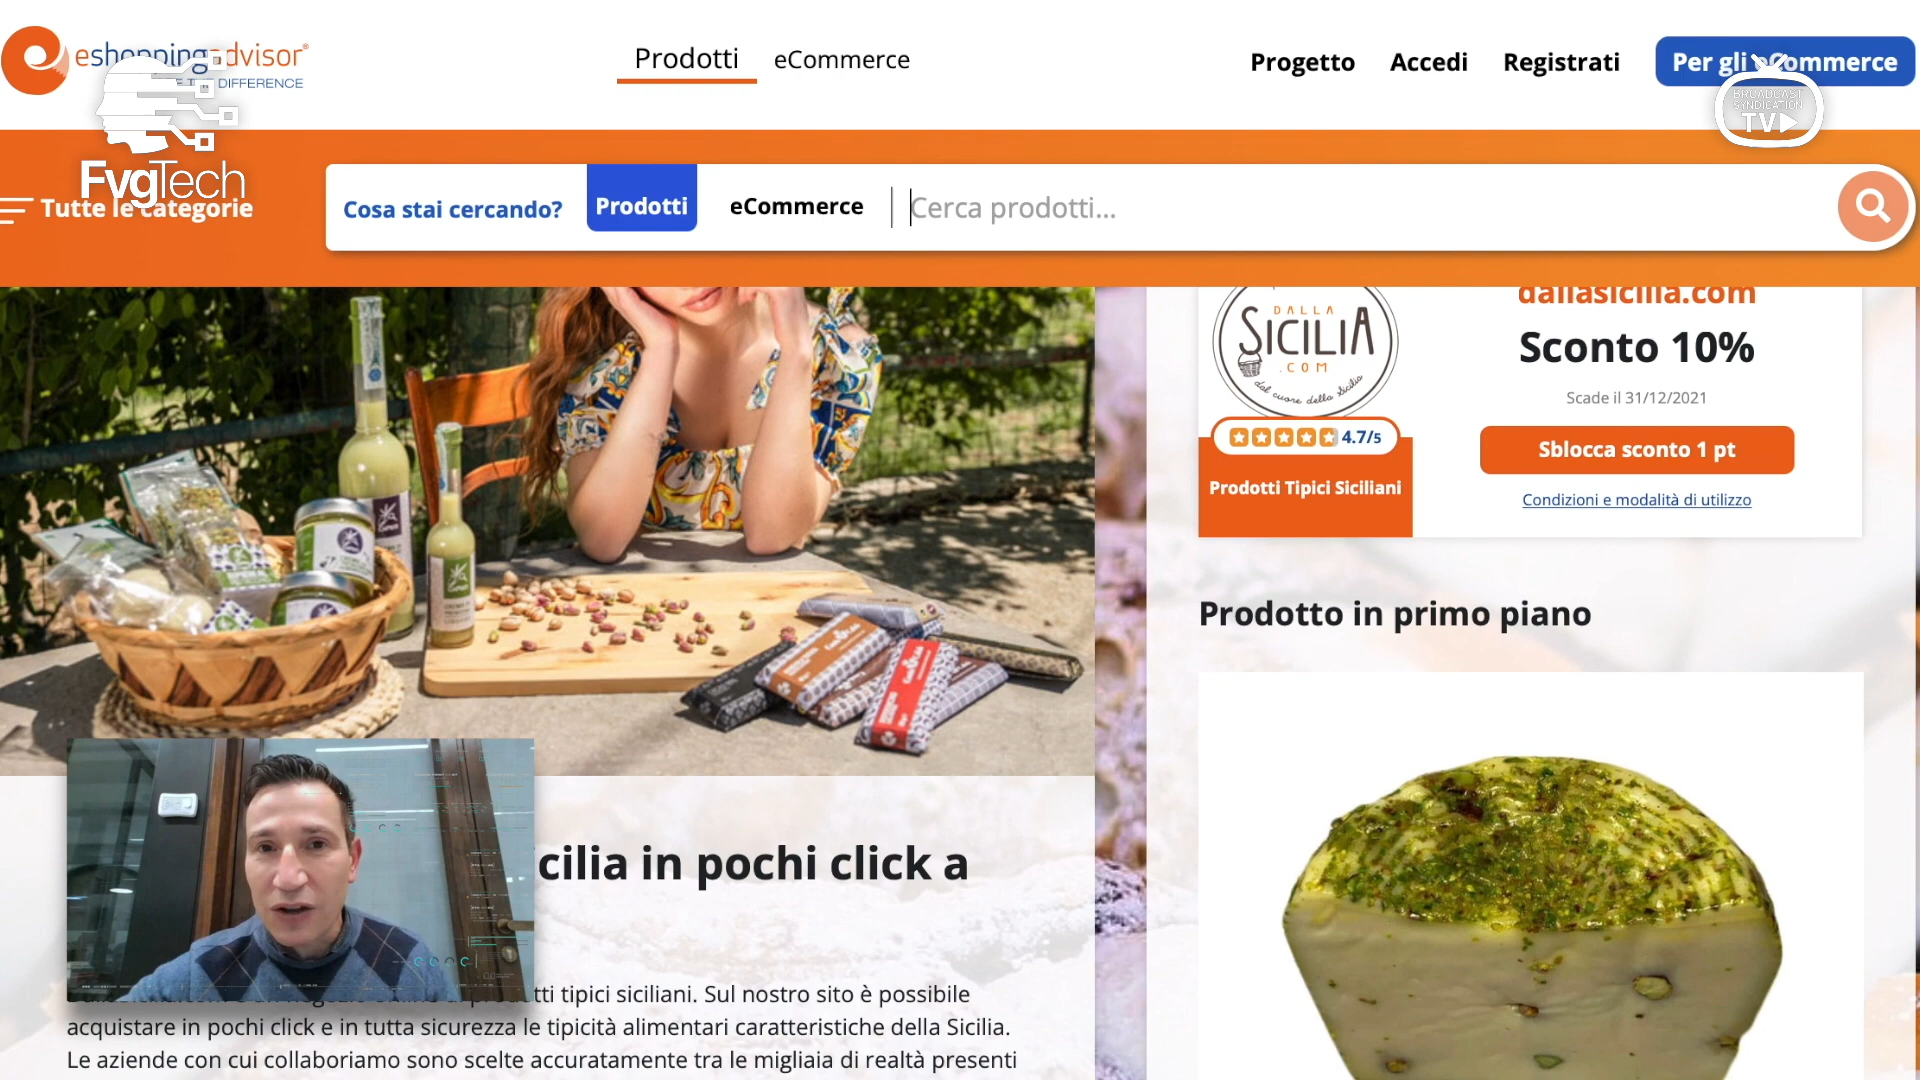 eshoppingadvisor
THE DIFFERENCE
Prodotti
eCommerce
Progetto
Accedi
Registrati
Per gli eCommerce
BROADCAST
SYNDICATION
TV
FvgTech
Tutte le categorie
Cosa stai cercando?
Prodotti
eCommerce
Cerca prodotti...
dallasicilia.com
Sconto 10%
Scade il 31/12/2021
Sblocca sconto 1 pt
Condizioni e modalità di utilizzo
DALLA
SICILIA
.COM
dal cuore della Sicilia
4.7/5
Prodotti Tipici Siciliani
Prodotto in primo piano
cilia in pochi click a
tti tipici siciliani. Sul nostro sito è possibile
acquistare in pochi click e in tutta sicurezza le tipicità alimentari caratteristiche della Sicilia.
Le aziende con cui collaboriamo sono scelte accuratamente tra le migliaia di realtà presenti